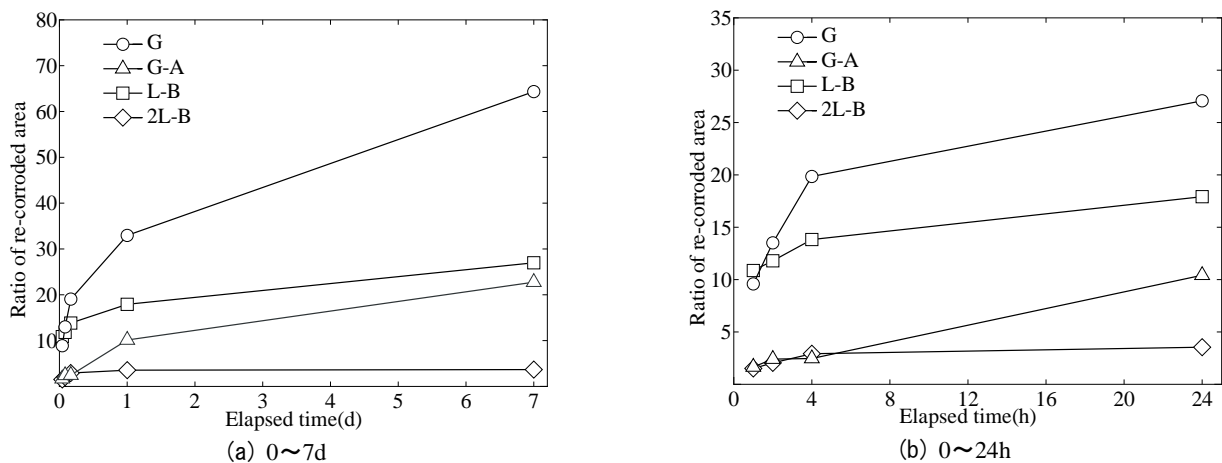 80
70
60
50
40
30
20
10
0
Ratio of re-corroded area
G
G-A
L-B
2L-B
0 1 2 3 4 5 6 7
Elapsed time(d)
(a) 0～7d
35
30
25
20
15
10
5
0
Ratio of re-corroded area
G
G-A
L-B
2L-B
0 4 8 12 16 20 24
Elapsed time(h)
(b) 0～24h